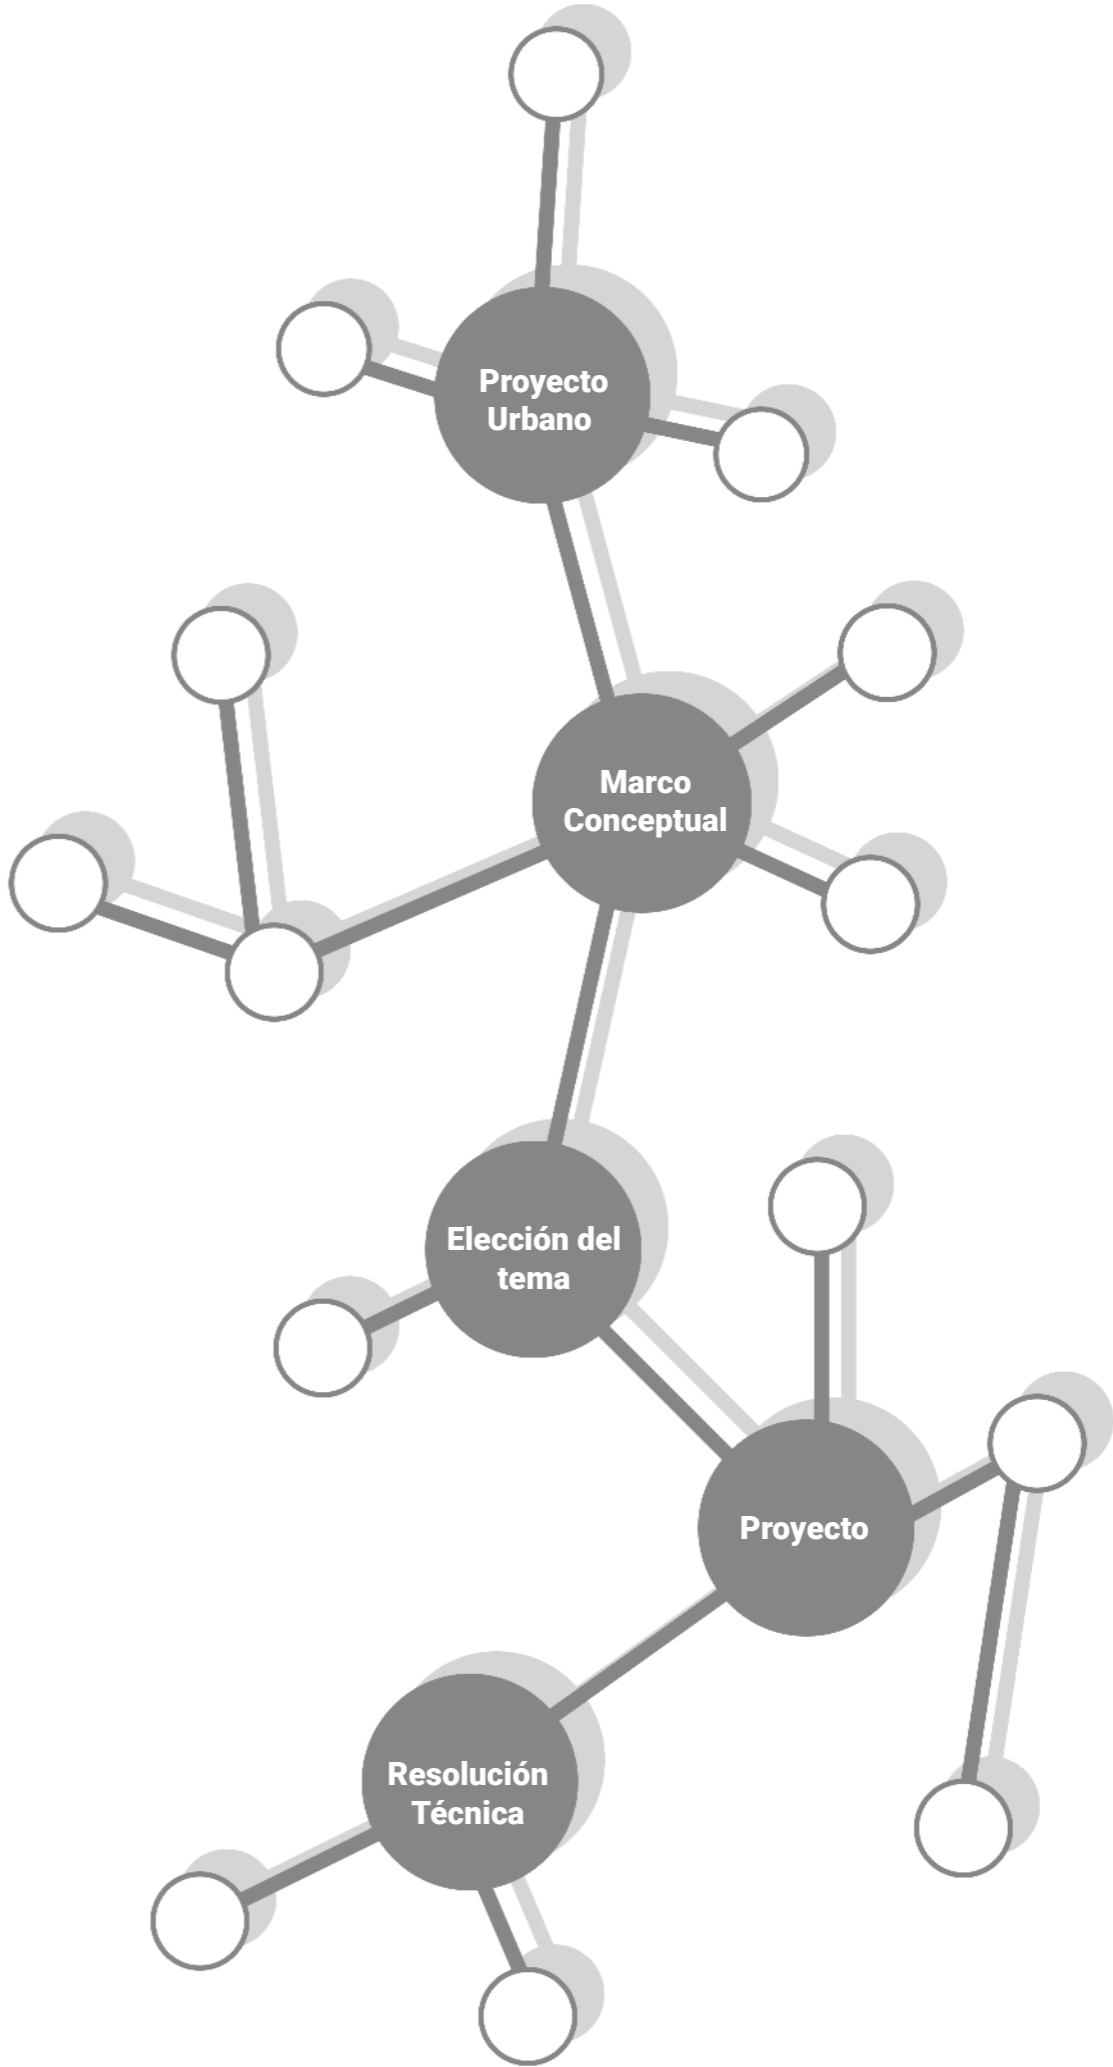 Proyecto
Urbano
Marco
Conceptual
Elección del
tema
Proyecto
Resolución
Técnica